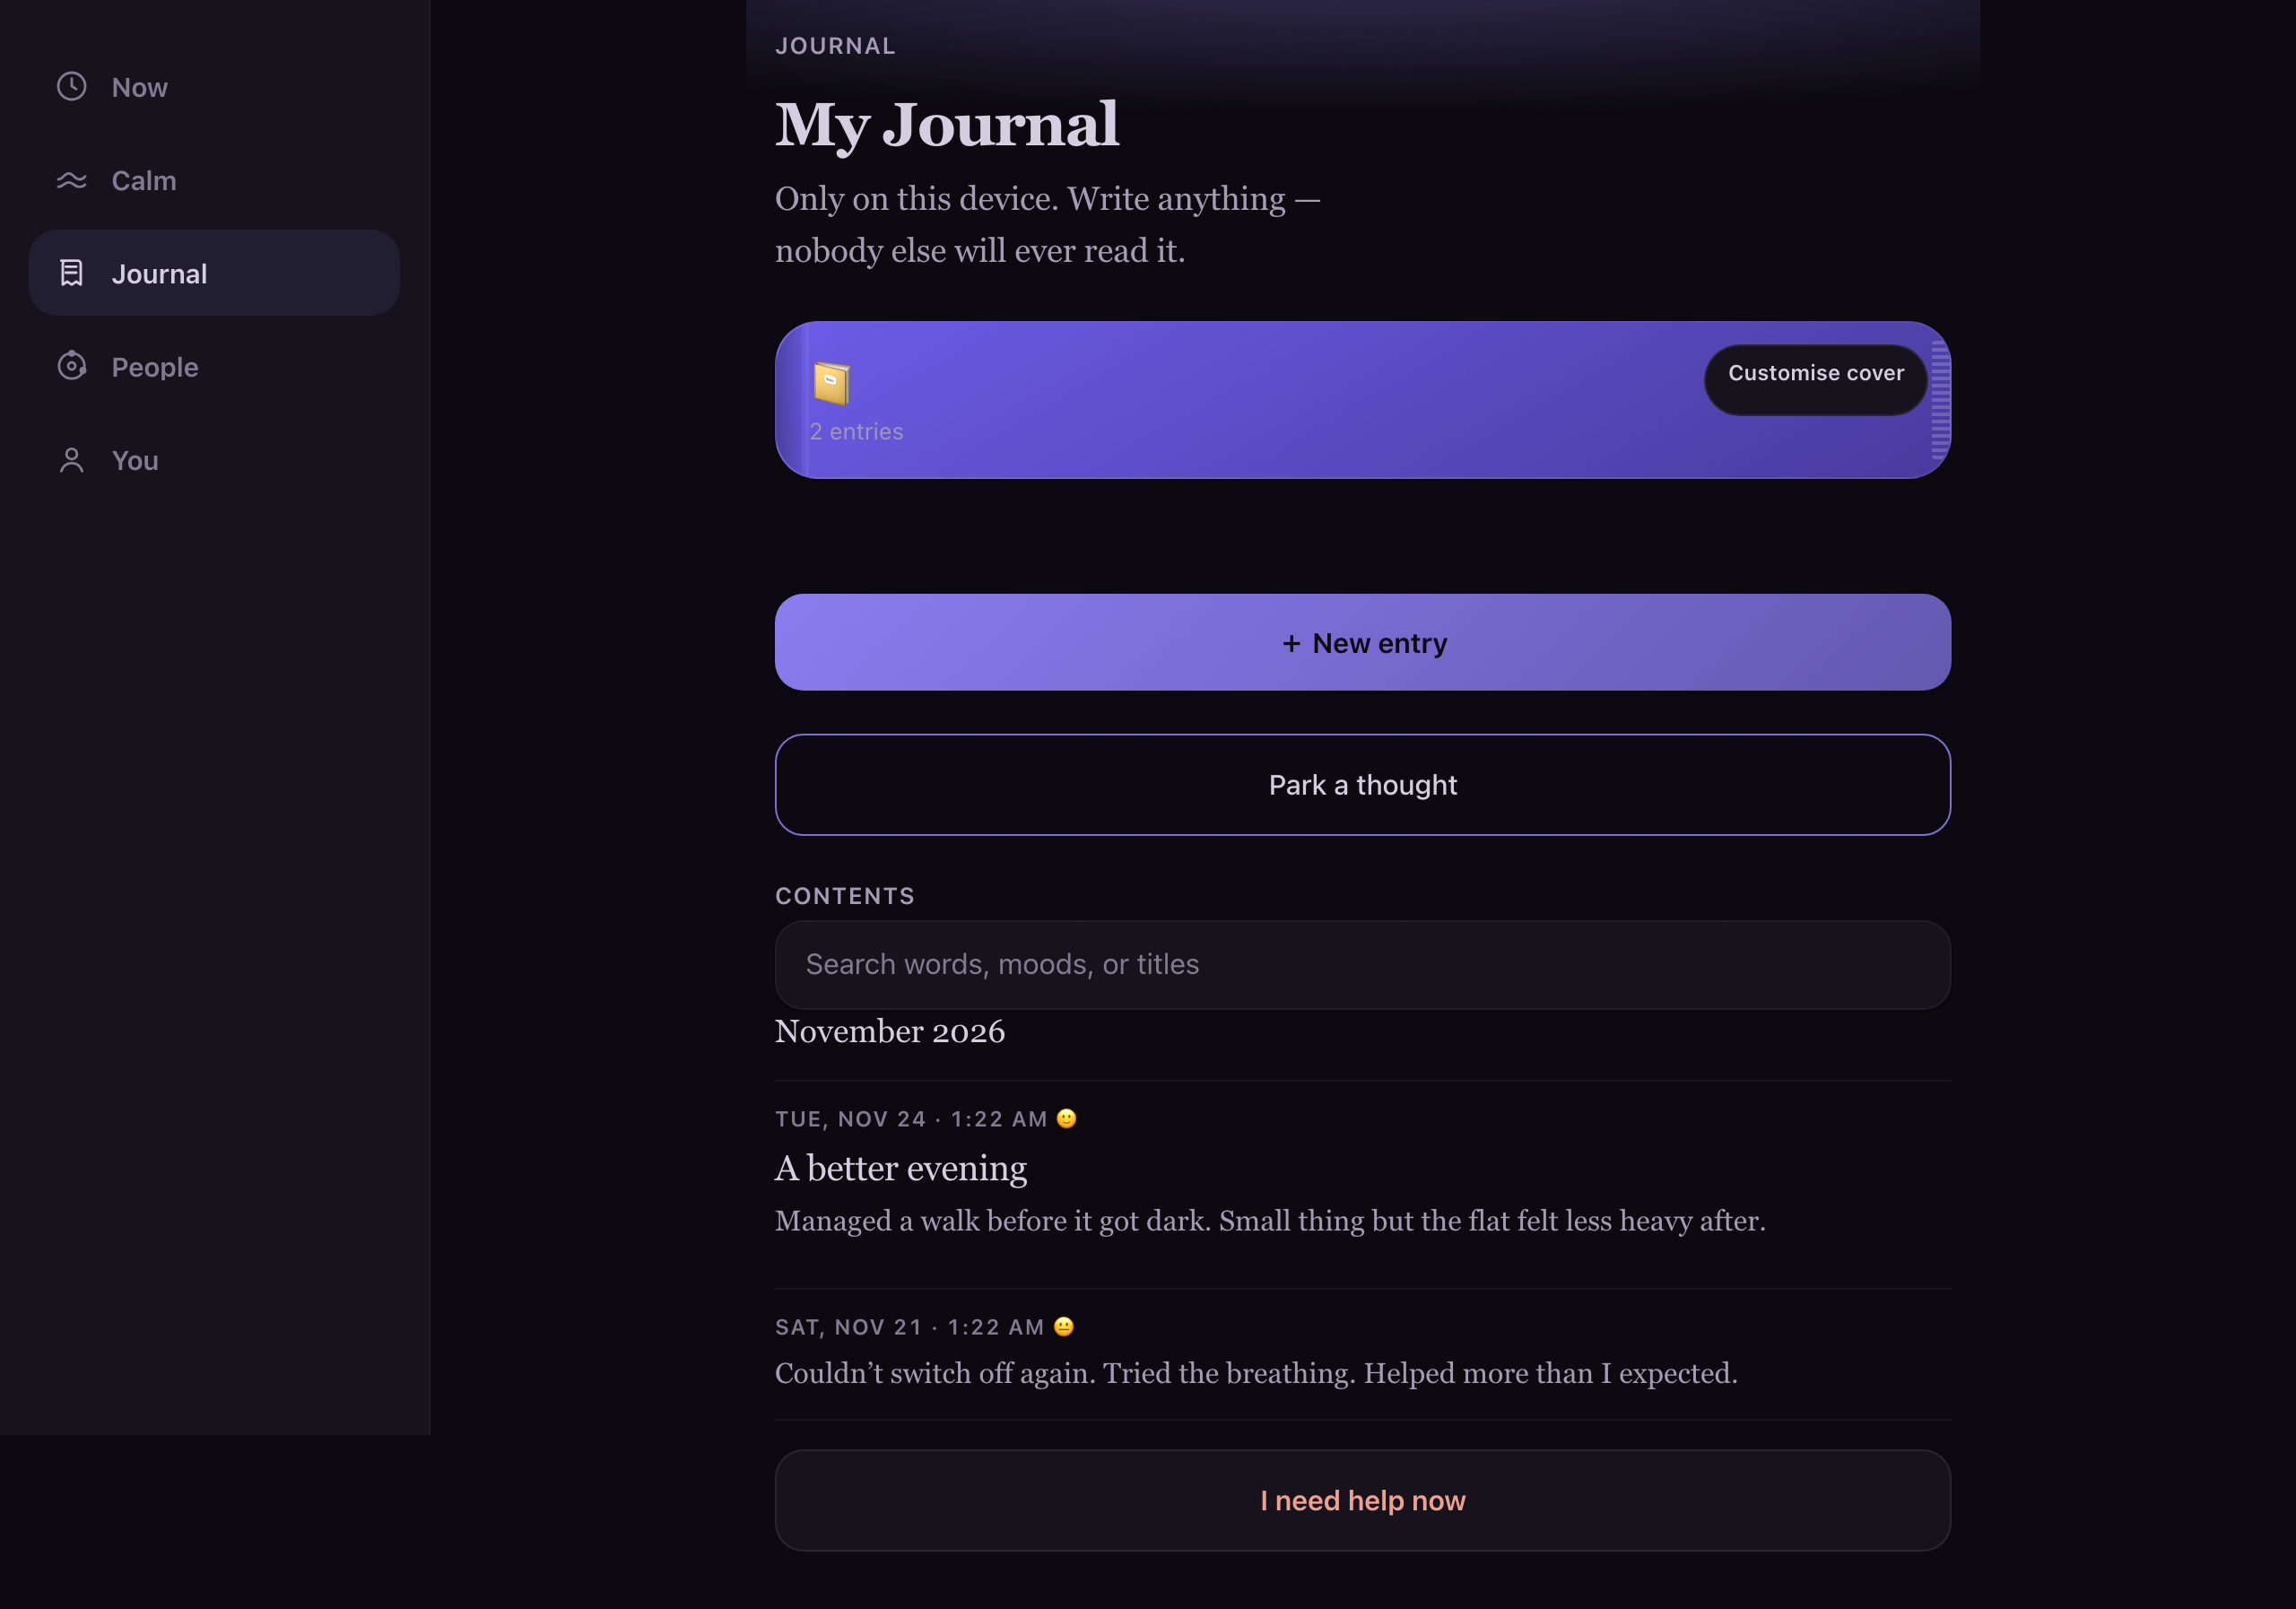 Now
Calm
Journal
People
You
JOURNAL
My Journal
Only on this device. Write anything —
nobody else will ever read it.
Customise cover
2 entries
+ New entry
Park a thought
CONTENTS
Search words, moods, or titles
November 2026
TUE, NOV 24 · 1:22 AM 🙂
A better evening
Managed a walk before it got dark. Small thing but the flat felt less heavy after.
SAT, NOV 21 · 1:22 AM 😐
Couldn’t switch off again. Tried the breathing. Helped more than I expected.
I need help now